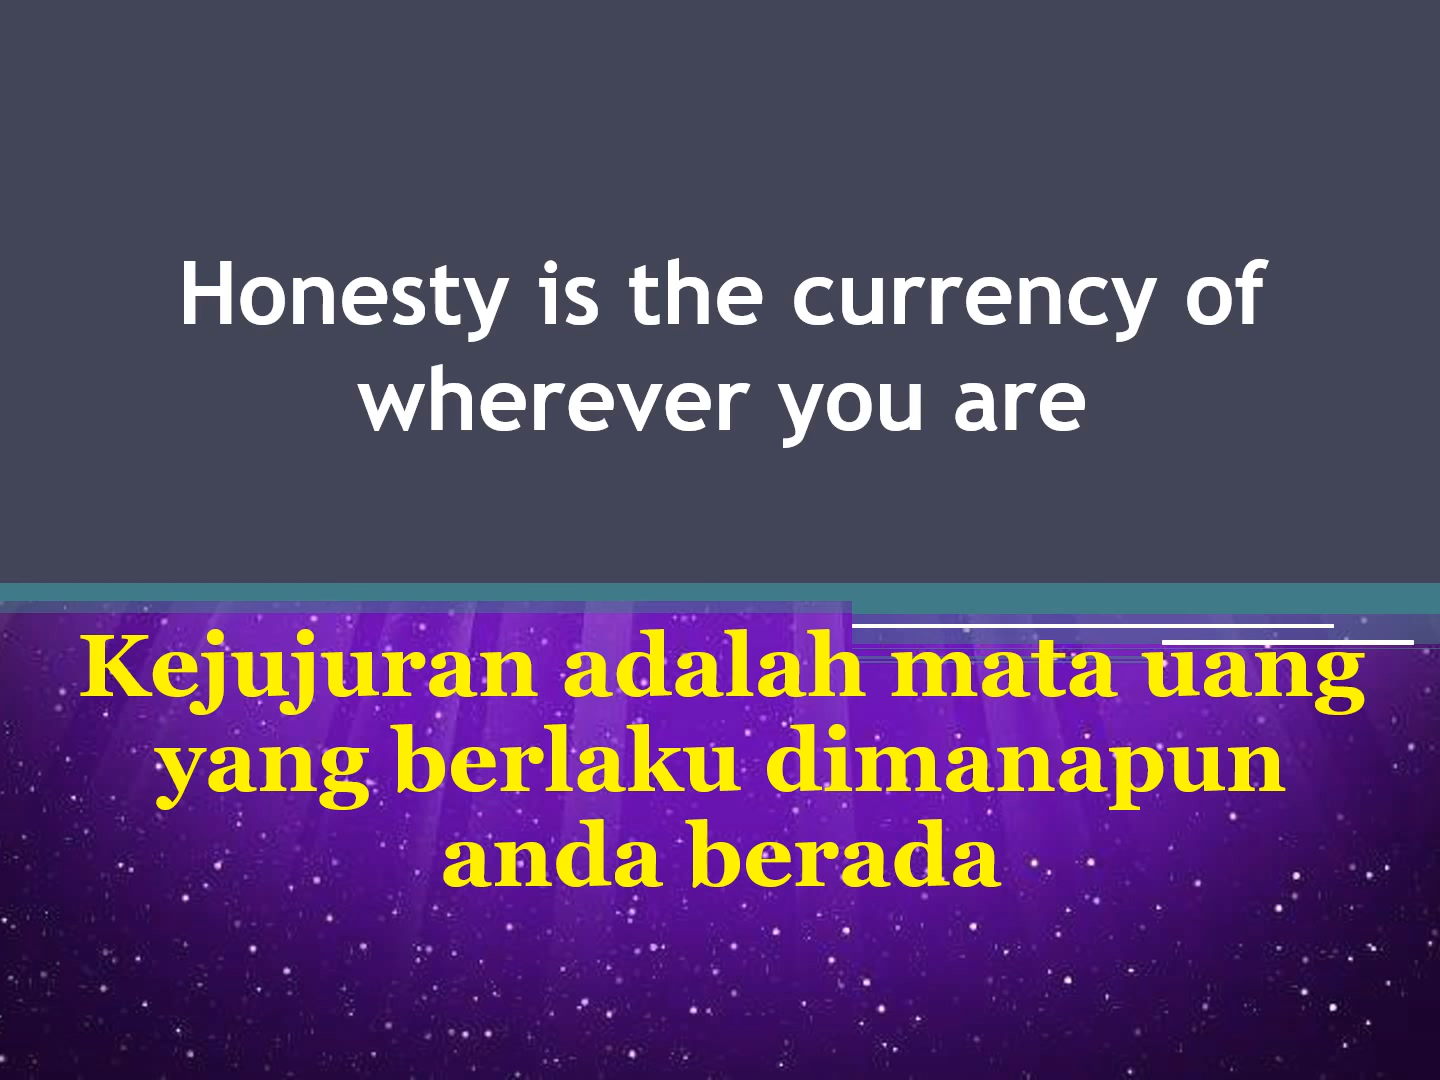 Honesty is the currency of
wherever you are
Kejujuran adalah mata uang
yang berlaku dimanapun
anda berada